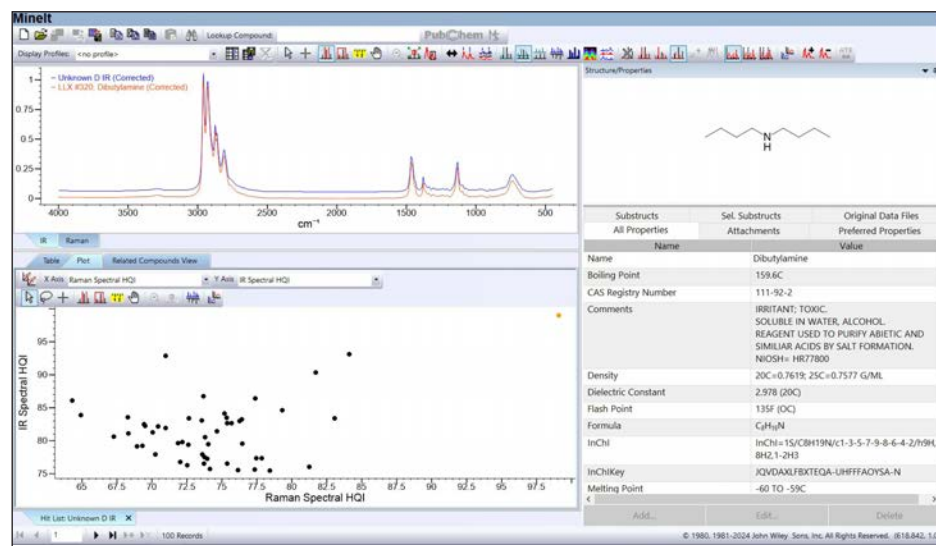 MineIt
Lookup Compound:
PubChem
Display Profiles: <no profile>
Unknown D IR (Corrected)
LLX #320; Dibutylamine (Corrected)
1
0.75
0.5
0.25
0
4000 3500 3000 2500 2000 1500 1000 500
cm⁻¹
IR Raman
Table Plot Related Compounds View
X Axis Raman Spectral HQI Y Axis IR Spectral HQI
95
90
85
80
75
IR Spectral HQI
65 67.5 70 72.5 75 77.5 80 82.5 85 87.5 90 92.5 95 97.5
Raman Spectral HQI
Hit List: Unknown D IR X
1 100 Records
Structure/Properties
N
H
Substructs Sel. Substructs Original Data Files
All Properties Attachments Preferred Properties
Name Value
Name Dibutylamine
Boiling Point 159.6C
CAS Registry Number 111-92-2
Comments IRRITANT; TOXIC.
SOLUBLE IN WATER, ALCOHOL.
REAGENT USED TO PURIFY ABIETIC AND
SIMILIAR ACIDS BY SALT FORMATION.
NIOSH= HR77800
Density 20C=0.7619; 25C=0.7577 G/ML
Dielectric Constant 2.978 (20C)
Flash Point 135F (OC)
Formula C₈H₁₉N
InChI InChI=1S/C8H19N/c1-3-5-7-9-8-6-4-2/h9H,
8H2,1-2H3
InChIKey JQVDAXLFBXTEQA-UHFFFAOYSA-N
Melting Point -60 TO -59C
Add... Edit... Delete
© 1980, 1981-2024 John Wiley Sons, Inc. All Rights Reserved. (618.842, 1.0